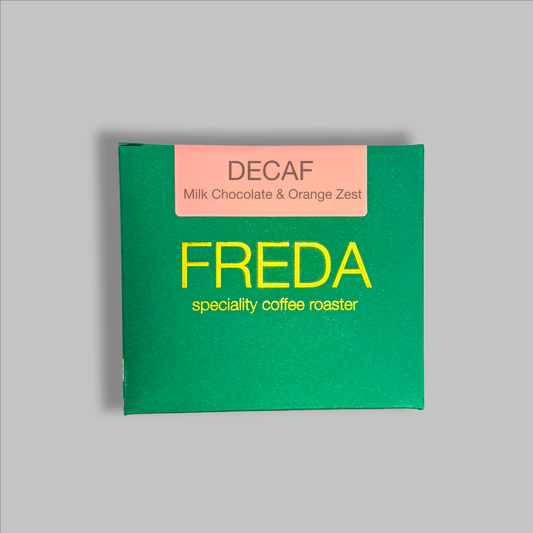 DECAF
Milk Chocolate & Orange Zest
FREDA
speciality coffee roaster